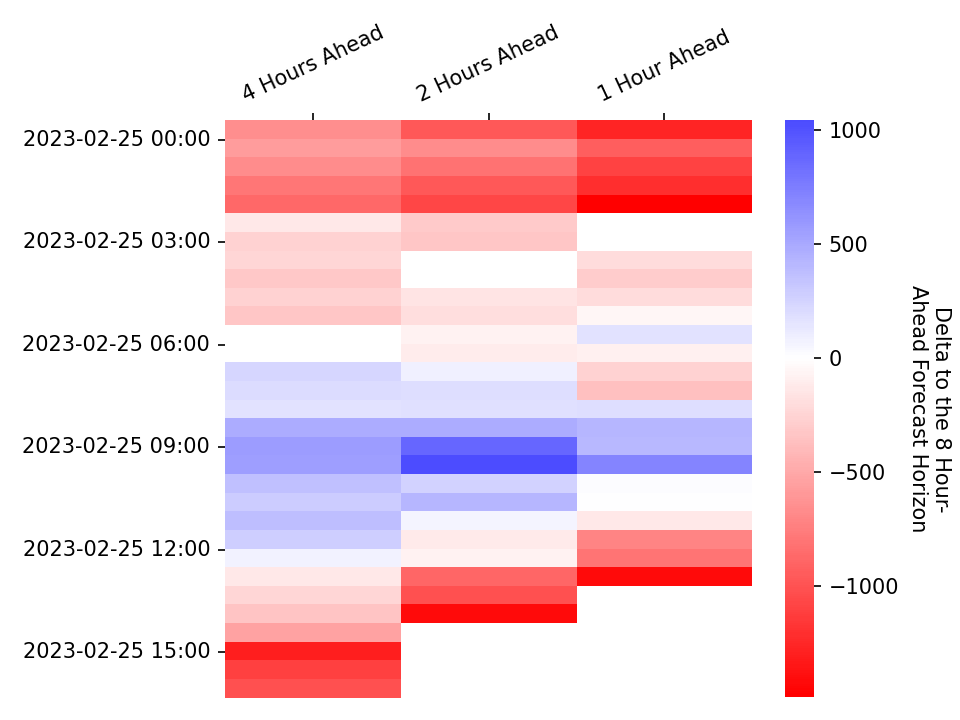 4 Hours Ahead
2 Hours Ahead
1 Hour Ahead
2023-02-25 00:00
2023-02-25 03:00
2023-02-25 06:00
2023-02-25 09:00
2023-02-25 12:00
2023-02-25 15:00
1000
500
0
−500
−1000
Delta to the 8 Hour-
Ahead Forecast Horizon